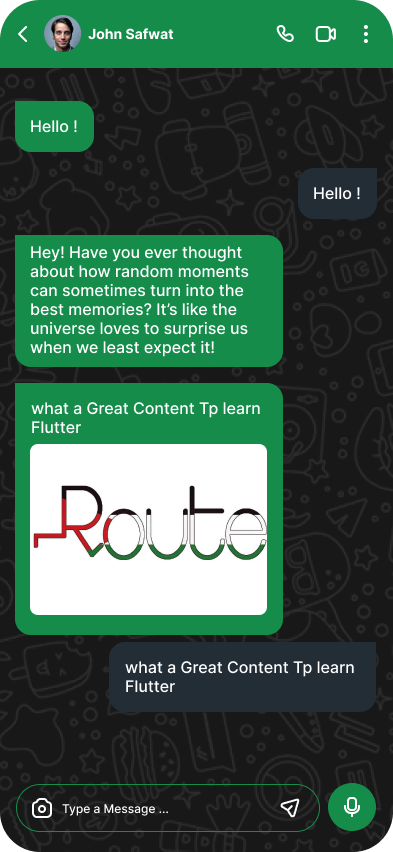 John Safwat
Hello !
Hello !
Hey! Have you ever thought
about how random moments
can sometimes turn into the
best memories? It’s like the
universe loves to surprise us
when we least expect it!
what a Great Content Tp learn
Flutter
Route
what a Great Content Tp learn
Flutter
Type a Message ...